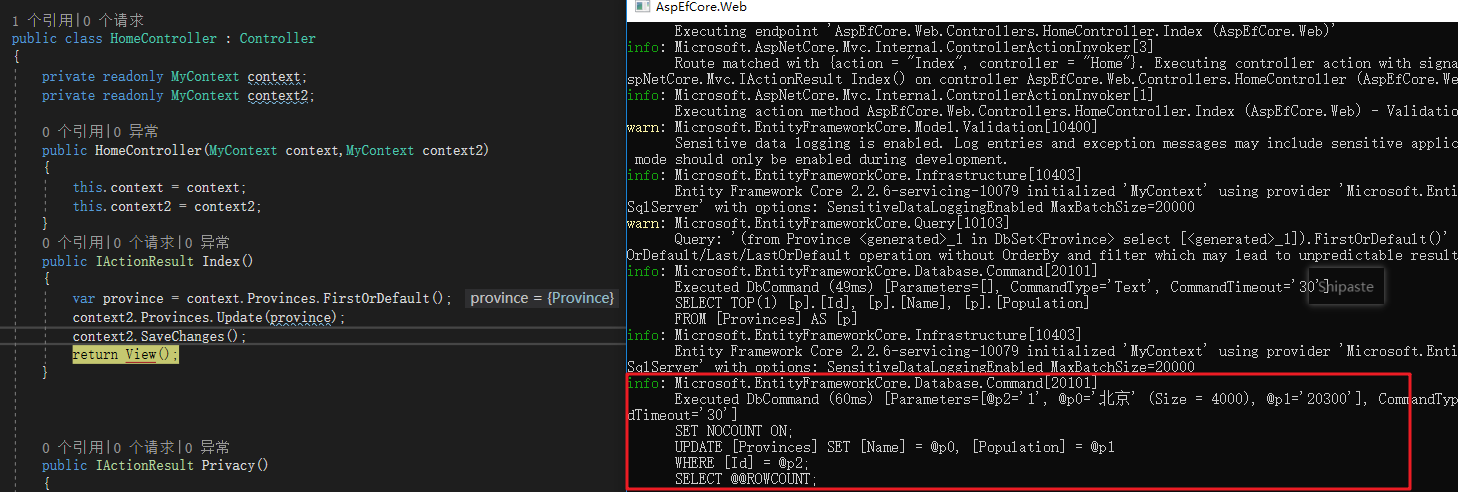 1 个引用|0 个请求
public class HomeController : Controller
{
private readonly MyContext context;
private readonly MyContext context2;
0 个引用|0 异常
public HomeController(MyContext context,MyContext context2)
{
this.context = context;
this.context2 = context2;
}
0 个引用|0 个请求|0 异常
public IActionResult Index()
{
var province = context.Provinces.FirstOrDefault(); province = {Province}
context2.Provinces.Update(province);
context2.SaveChanges();
return View();
}
0 个引用|0 个请求|0 异常
public IActionResult Privacy()
{
AspEfCore.Web
Executing endpoint 'AspEfCore.Web.Controllers.HomeController.Index (AspEfCore.Web)'
info: Microsoft.AspNetCore.Mvc.Internal.ControllerActionInvoker[3]
Route matched with {action = "Index", controller = "Home"}. Executing controller action with signa
spNetCore.Mvc.IActionResult Index() on controller AspEfCore.Web.Controllers.HomeController (AspEfCore.We
info: Microsoft.AspNetCore.Mvc.Internal.ControllerActionInvoker[1]
Executing action method AspEfCore.Web.Controllers.HomeController.Index (AspEfCore.Web) - Validatio
warn: Microsoft.EntityFrameworkCore.Model.Validation[10400]
Sensitive data logging is enabled. Log entries and exception messages may include sensitive applic
mode should only be enabled during development.
info: Microsoft.EntityFrameworkCore.Infrastructure[10403]
Entity Framework Core 2.2.6-servicing-10079 initialized 'MyContext' using provider 'Microsoft.Enti
SqlServer' with options: SensitiveDataLoggingEnabled MaxBatchSize=20000
warn: Microsoft.EntityFrameworkCore.Query[10103]
Query: '(from Province <generated>_1 in DbSet<Province> select [<generated>_1]).FirstOrDefault()'
OrDefault/Last/LastOrDefault operation without OrderBy and filter which may lead to unpredictable result
info: Microsoft.EntityFrameworkCore.Database.Command[20101]
Executed DbCommand (49ms) [Parameters=[], CommandType='Text', CommandTimeout='30']
Snipaste
SELECT TOP(1) [p].[Id], [p].[Name], [p].[Population]
FROM [Provinces] AS [p]
info: Microsoft.EntityFrameworkCore.Infrastructure[10403]
Entity Framework Core 2.2.6-servicing-10079 initialized 'MyContext' using provider 'Microsoft.Enti
SqlServer' with options: SensitiveDataLoggingEnabled MaxBatchSize=20000
info: Microsoft.EntityFrameworkCore.Database.Command[20101]
Executed DbCommand (60ms) [Parameters=[@p2='1', @p0='北京' (Size = 4000), @p1='20300'], CommandTyp
dTimeout='30']
SET NOCOUNT ON;
UPDATE [Provinces] SET [Name] = @p0, [Population] = @p1
WHERE [Id] = @p2;
SELECT @@ROWCOUNT;